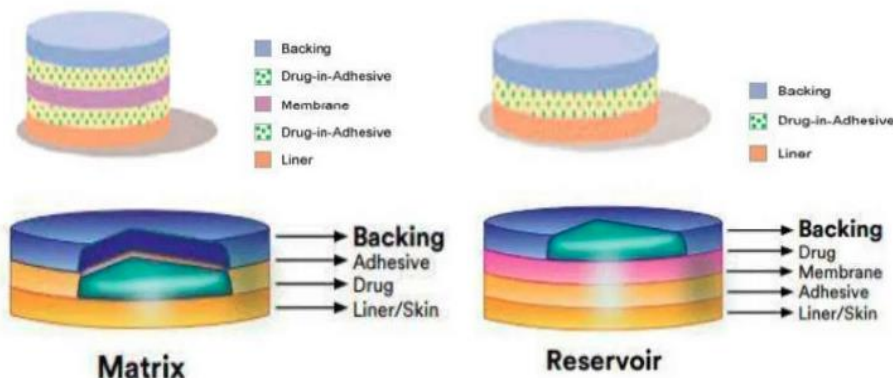 Backing
Drug-in-Adhesive
Membrane
Drug-in-Adhesive
Liner
Backing
Drug-in-Adhesive
Liner
Backing
Adhesive
Drug
Liner/Skin
Matrix
Backing
Drug
Membrane
Adhesive
Liner/Skin
Reservoir